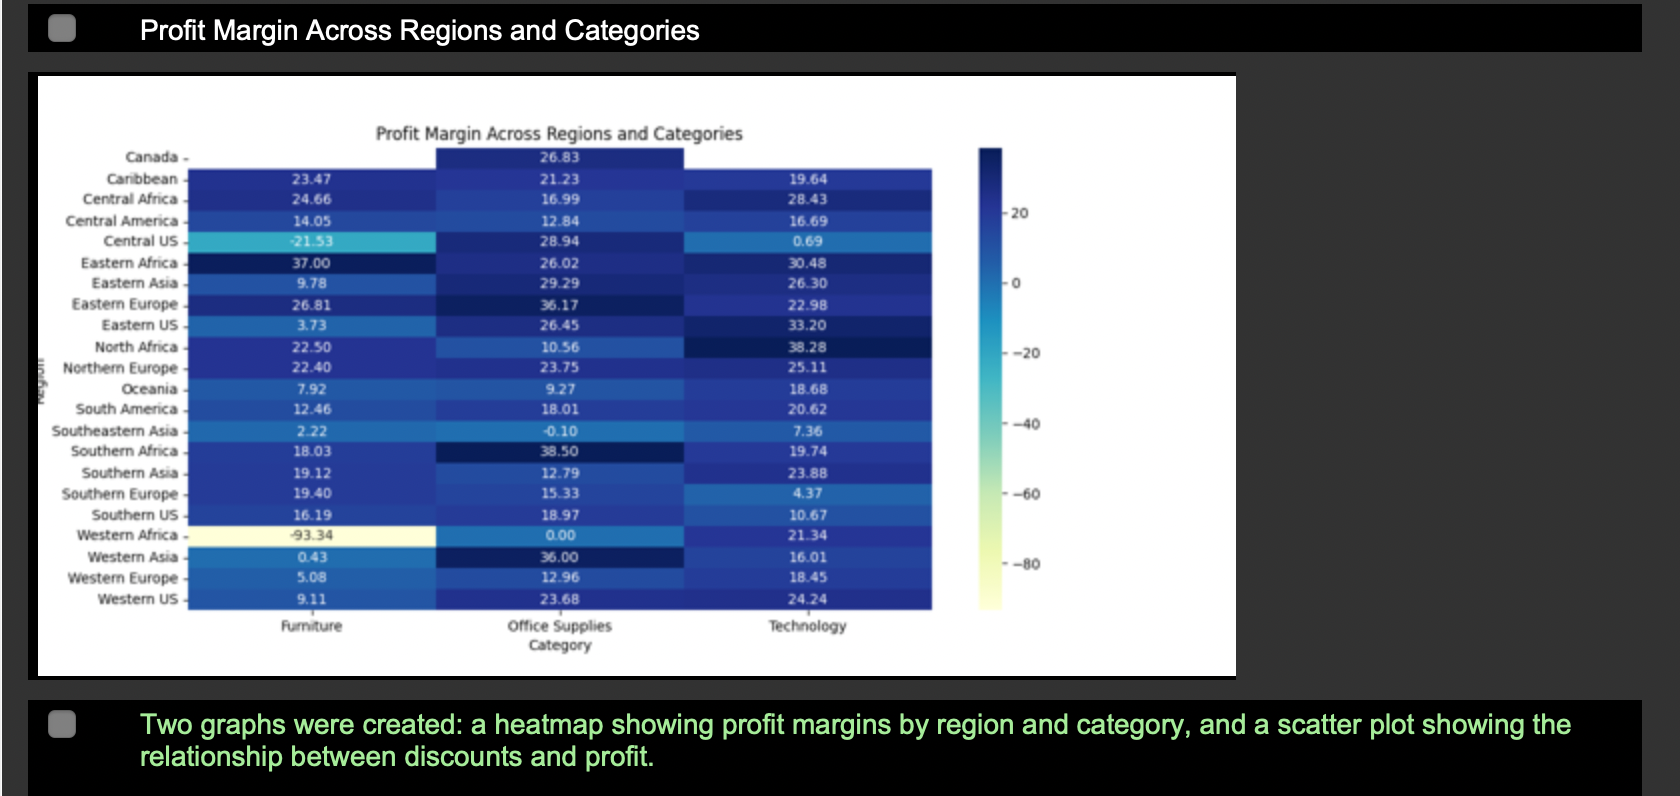 Profit Margin Across Regions and Categories
Profit Margin Across Regions and Categories
Canada 26.83
Caribbean 23.47 21.23 19.64
Central Africa 24.66 16.99 28.43
Central America 14.05 12.84 16.69
Central US -21.53 28.94 0.69
Eastern Africa 37.00 26.02 30.48
Eastern Asia 9.78 29.29 26.30
Eastern Europe 26.81 36.17 22.98
Eastern US 3.73 26.45 33.20
North Africa 22.50 10.56 38.28
Northern Europe 22.40 23.75 25.11
Oceania 7.92 9.27 18.68
South America 12.46 18.01 20.62
Southeastern Asia 2.22 -0.10 7.36
Southern Africa 18.03 38.50 19.74
Southern Asia 19.12 12.79 23.88
Southern Europe 19.40 15.33 4.37
Southern US 16.19 18.97 10.67
Western Africa -93.34 0.00 21.34
Western Asia 0.43 36.00 16.01
Western Europe 5.08 12.96 18.45
Western US 9.11 23.68 24.24
Furniture Office Supplies Technology
Category
Region
20
0
−20
−40
−60
−80
Two graphs were created: a heatmap showing profit margins by region and category, and a scatter plot showing the
relationship between discounts and profit.